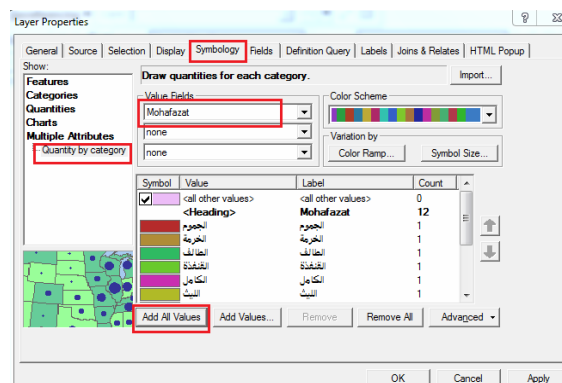 Layer Properties
General Source Selection Display Symbology Fields Definition Query Labels Joins & Relates HTML Popup
Show:
Features
Categories
Quantities
Charts
Multiple Attributes
Quantity by category
Draw quantities for each category.
Import...
Value Fields
Mohafazat
none
none
Color Scheme
Variation by
Color Ramp...
Symbol Size...
Symbol Value Label Count
<all other values> <all other values> 0
<Heading> Mohafazat 12
الجموم الجموم 1
الخرمة الخرمة 1
الطائف الطائف 1
القنفذة القنفذة 1
الكامل الكامل 1
الليث الليث 1
Add All Values Add Values... Remove Remove All Advanced
OK Cancel Apply